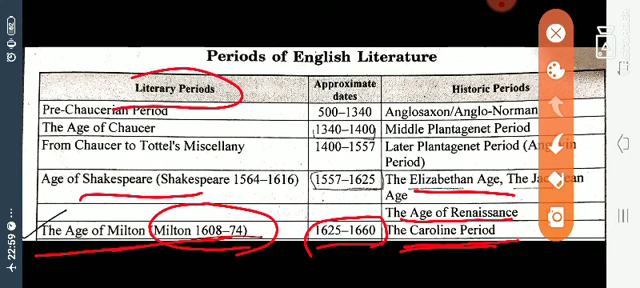 Periods of English Literature
Literary Periods Approximate dates Historic Periods
Pre-Chaucerian Period 500–1340 Anglosaxon/Anglo-Norman
The Age of Chaucer 1340–1400 Middle Plantagenet Period
From Chaucer to Tottel's Miscellany 1400–1557 Later Plantagenet Period
Period)
Age of Shakespeare (Shakespeare 1564–1616) 1557–1625 The Elizabethan Age, The
Age
The Age of Renaissance
The Age of Milton (Milton 1608–74) 1625–1660 The Caroline Period
22:59